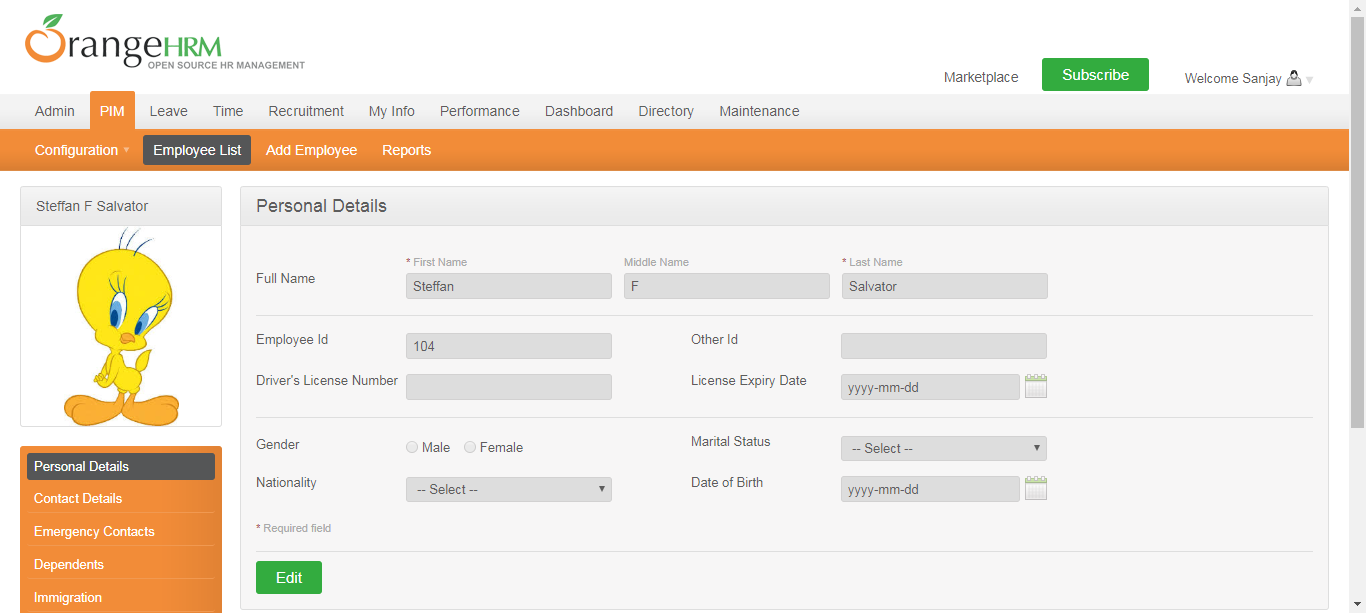 OrangeHRM
OPEN SOURCE HR MANAGEMENT
Marketplace Subscribe Welcome Sanjay
Admin PIM Leave Time Recruitment My Info Performance Dashboard Directory Maintenance
Configuration Employee List Add Employee Reports
Steffan F Salvator
Personal Details
* First Name Middle Name * Last Name
Full Name Steffan F Salvator
Employee Id 104 Other Id
Driver's License Number License Expiry Date yyyy-mm-dd
Gender Male Female Marital Status -- Select --
Nationality -- Select -- Date of Birth yyyy-mm-dd
* Required field
Edit
Personal Details
Contact Details
Emergency Contacts
Dependents
Immigration